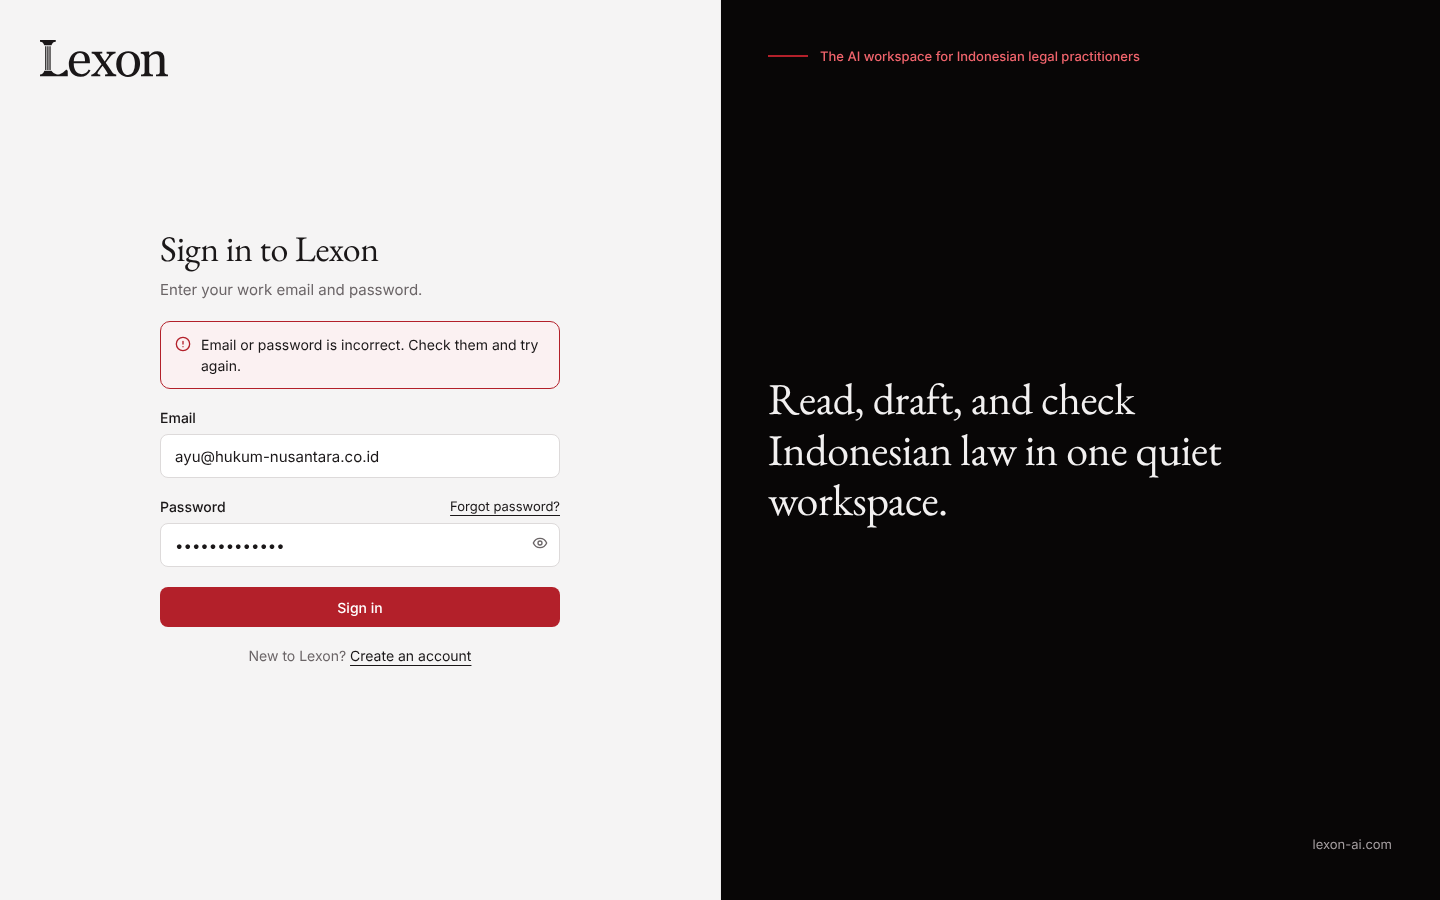 Lexon
Sign in to Lexon
Enter your work email and password.
Email or password is incorrect. Check them and try
again.
Email
ayu@hukum-nusantara.co.id
Password
Forgot password?
•••••••••••••
Sign in
New to Lexon? Create an account
The AI workspace for Indonesian legal practitioners
Read, draft, and check
Indonesian law in one quiet
workspace.
lexon-ai.com